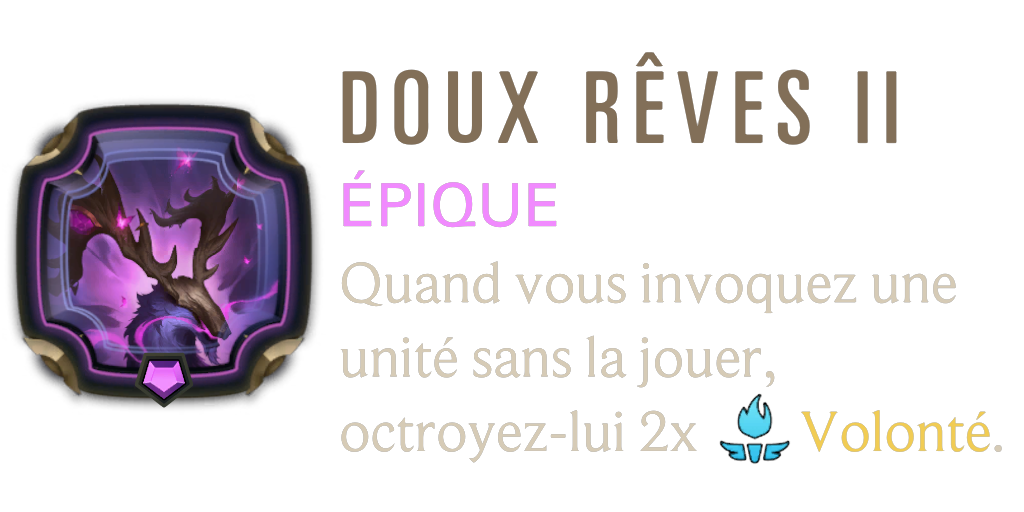 DOUX RÊVES II
ÉPIQUE
Quand vous invoquez une
unité sans la jouer,
octroyez-lui 2x Volonté.